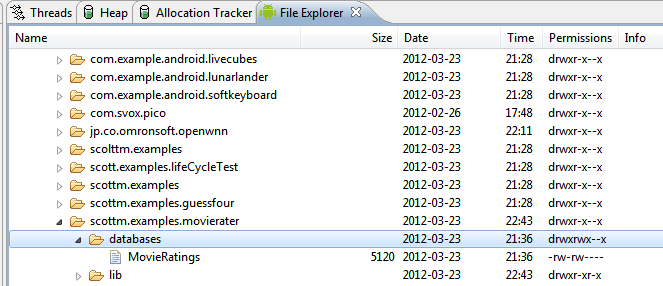 Threads Heap Allocation Tracker File Explorer
Name Size Date Time Permissions Info
com.example.android.livecubes 2012-03-23 21:28 drwxr-x--x
com.example.android.lunarlander 2012-03-23 21:28 drwxr-x--x
com.example.android.softkeyboard 2012-03-23 21:28 drwxr-x--x
com.svox.pico 2012-02-26 17:48 drwxr-x--x
jp.co.omronsoft.openwnn 2012-03-23 22:11 drwxr-x--x
scolttm.examples 2012-03-23 21:28 drwxr-x--x
scott.examples.lifeCycleTest 2012-03-23 21:28 drwxr-x--x
scottm.examples 2012-03-23 21:28 drwxr-x--x
scottm.examples.guessfour 2012-03-23 21:28 drwxr-x--x
scottm.examples.movierater 2012-03-23 22:43 drwxr-x--x
databases 2012-03-23 21:36 drwxrwx--x
MovieRatings 5120 2012-03-23 21:36 -rw-rw----
lib 2012-03-23 22:43 drwxr-xr-x